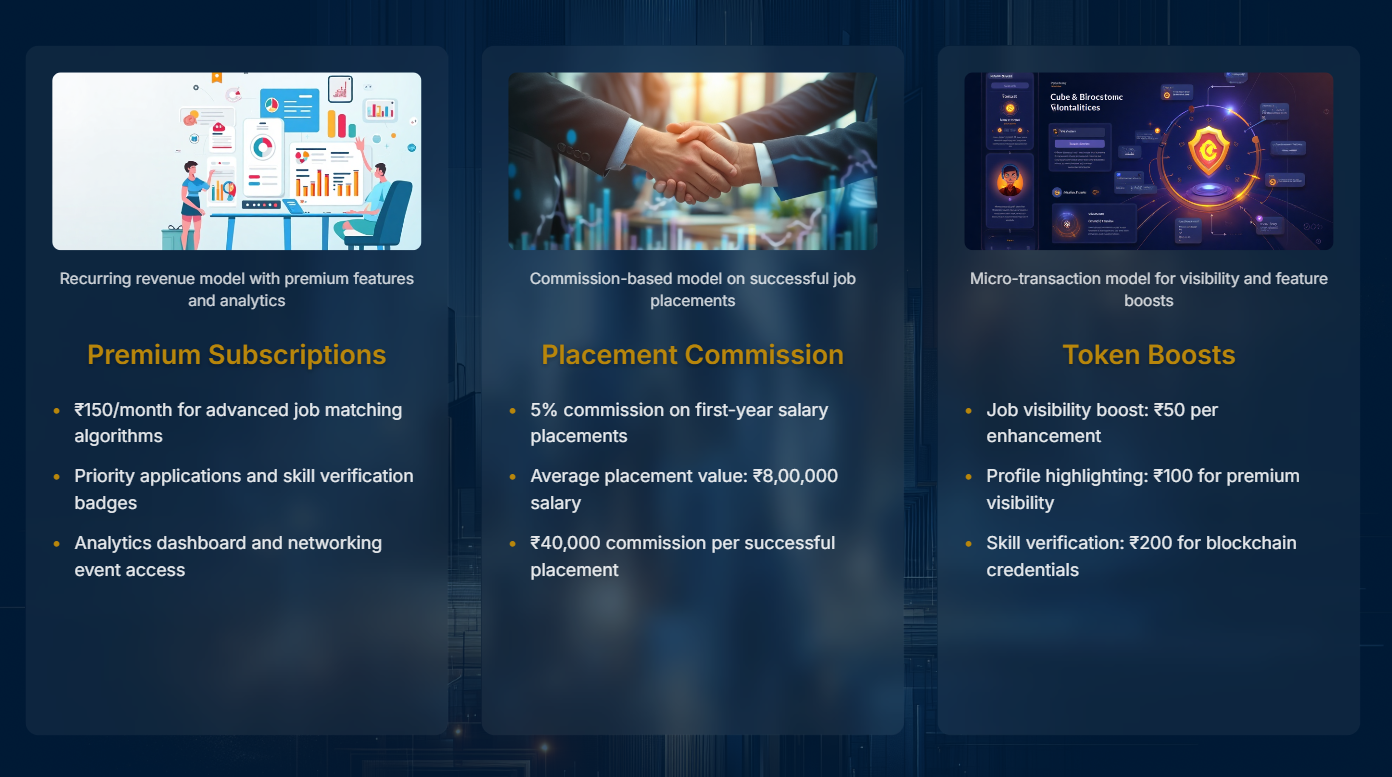 Cube & Birocstomc
Glontalitices
Recurring revenue model with premium features
and analytics
Premium Subscriptions
• ₹150/month for advanced job matching
algorithms
• Priority applications and skill verification
badges
• Analytics dashboard and networking
event access
Commission-based model on successful job
placements
Placement Commission
• 5% commission on first-year salary
placements
• Average placement value: ₹8,00,000
salary
• ₹40,000 commission per successful
placement
Micro-transaction model for visibility and feature
boosts
Token Boosts
• Job visibility boost: ₹50 per
enhancement
• Profile highlighting: ₹100 for premium
visibility
• Skill verification: ₹200 for blockchain
credentials